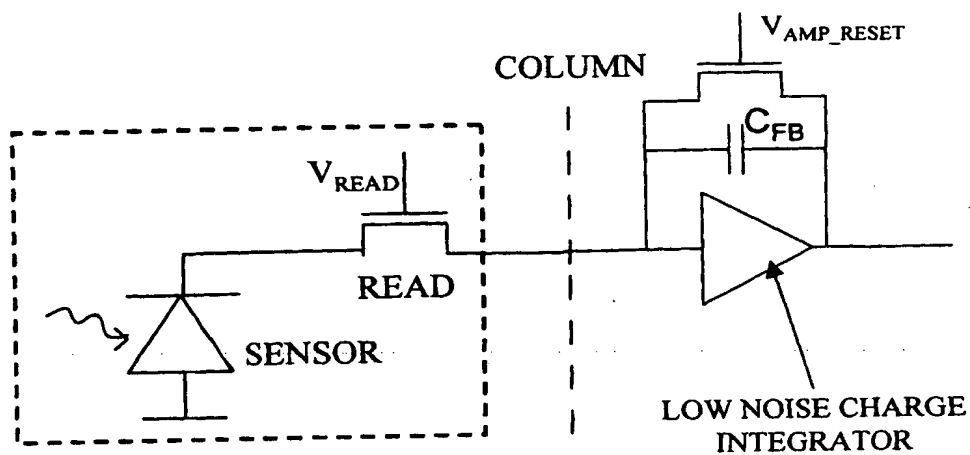 V_AMP_RESET
COLUMN
C_FB
V_READ
READ
SENSOR
LOW NOISE CHARGE
INTEGRATOR